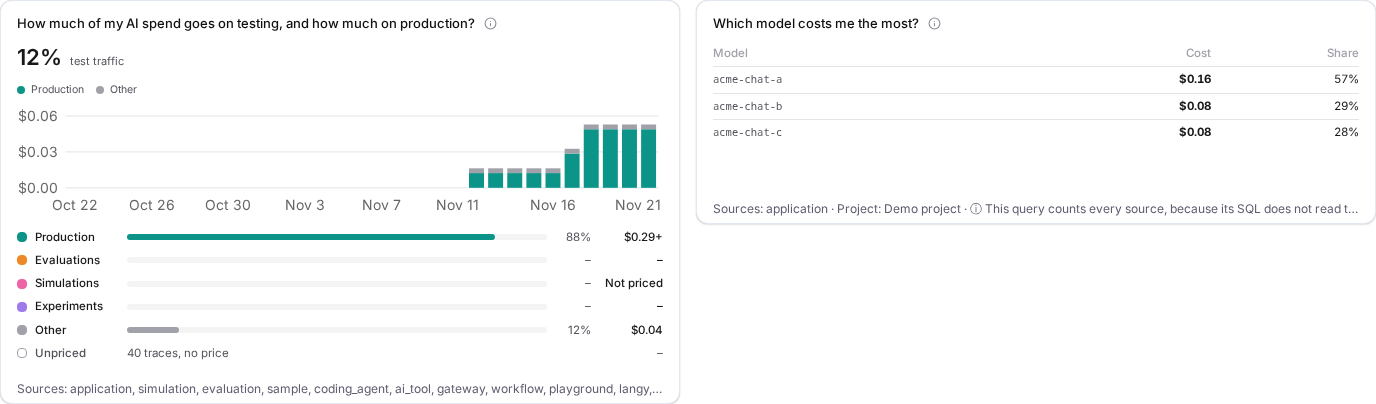 How much of my AI spend goes on testing, and how much on production?
12% test traffic
Production Other
$0.06
$0.03
$0.00
Oct 22 Oct 26 Oct 30 Nov 3 Nov 7 Nov 11 Nov 16 Nov 21
Production 88% $0.29+
Evaluations – –
Simulations – Not priced
Experiments – –
Other 12% $0.04
Unpriced 40 traces, no price –
Sources: application, simulation, evaluation, sample, coding_agent, ai_tool, gateway, workflow, playground, langy,...
Which model costs me the most?
Model Cost Share
acme-chat-a $0.16 57%
acme-chat-b $0.08 29%
acme-chat-c $0.08 28%
Sources: application · Project: Demo project · ⓘ This query counts every source, because its SQL does not read t...